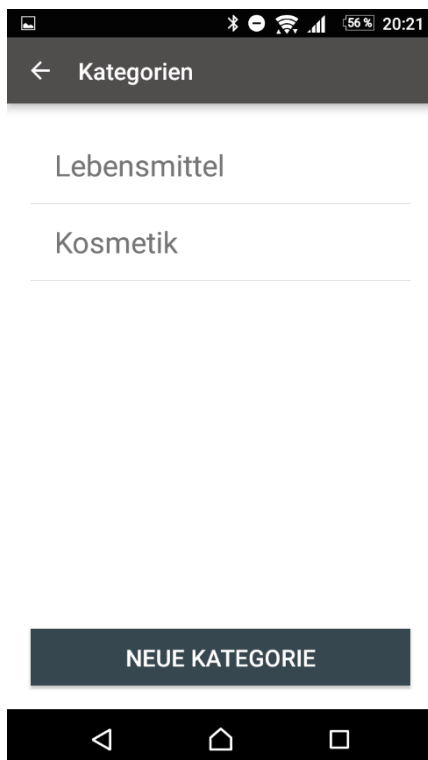 56% 20:21
Kategorien
Lebensmittel
Kosmetik
NEUE KATEGORIE